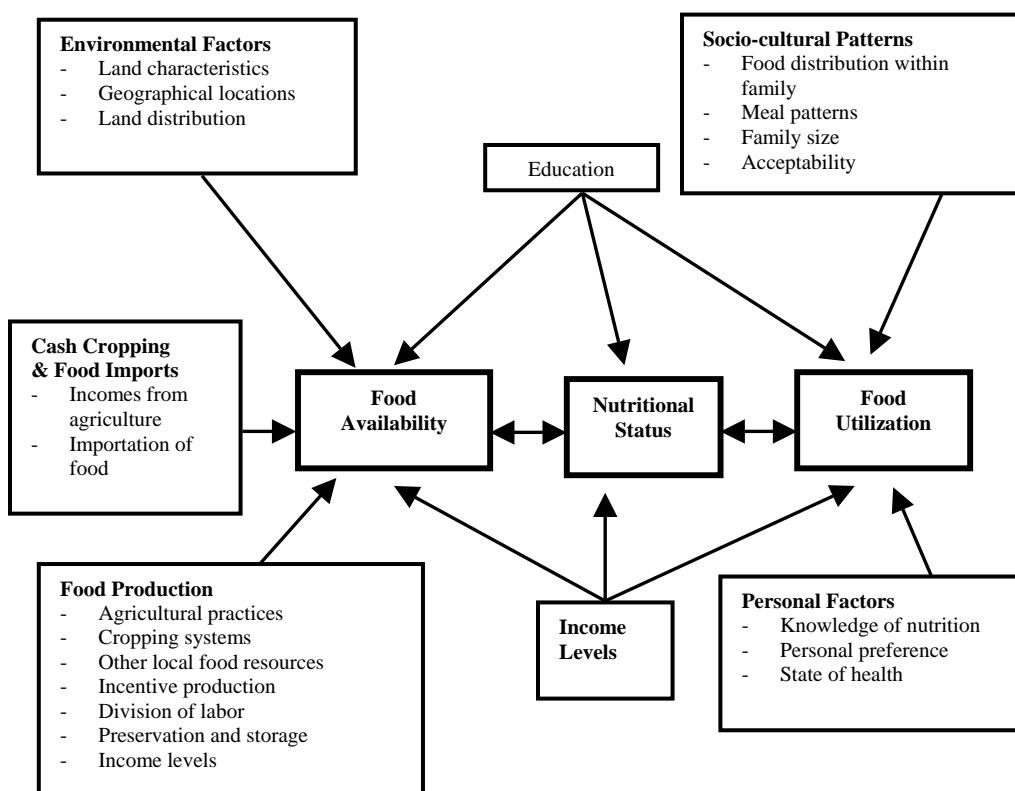 Environmental Factors
- Land characteristics
- Geographical locations
- Land distribution
Socio-cultural Patterns
- Food distribution within
family
- Meal patterns
- Family size
- Acceptability
Education
Cash Cropping
& Food Imports
- Incomes from
agriculture
- Importation of
food
Food
Availability
Nutritional
Status
Food
Utilization
Food Production
- Agricultural practices
- Cropping systems
- Other local food resources
- Incentive production
- Division of labor
- Preservation and storage
- Income levels
Income
Levels
Personal Factors
- Knowledge of nutrition
- Personal preference
- State of health